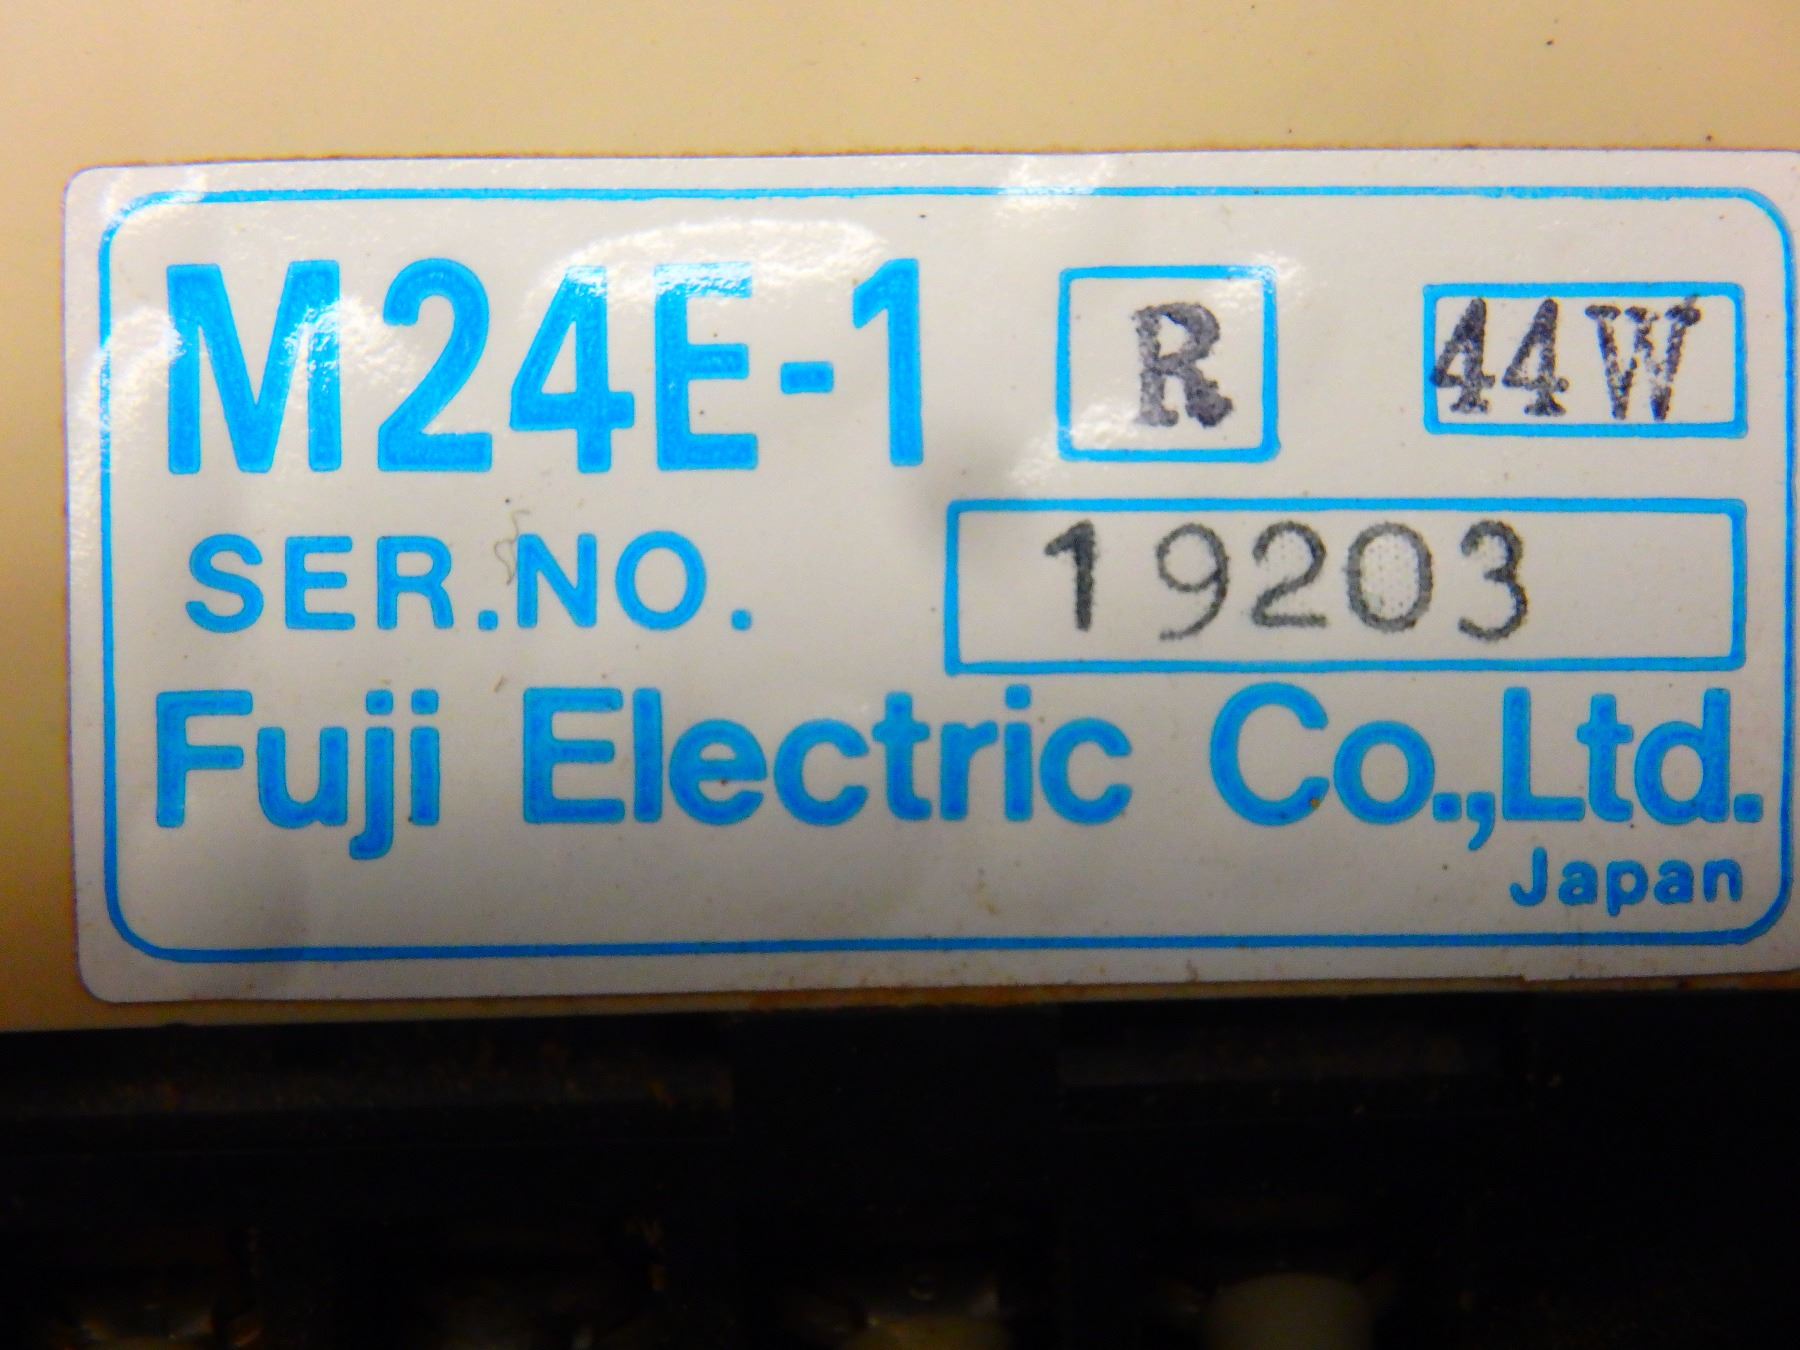 M24E-1 R 44W
SER.NO. 19203
Fuji Electric Co.,Ltd.
Japan